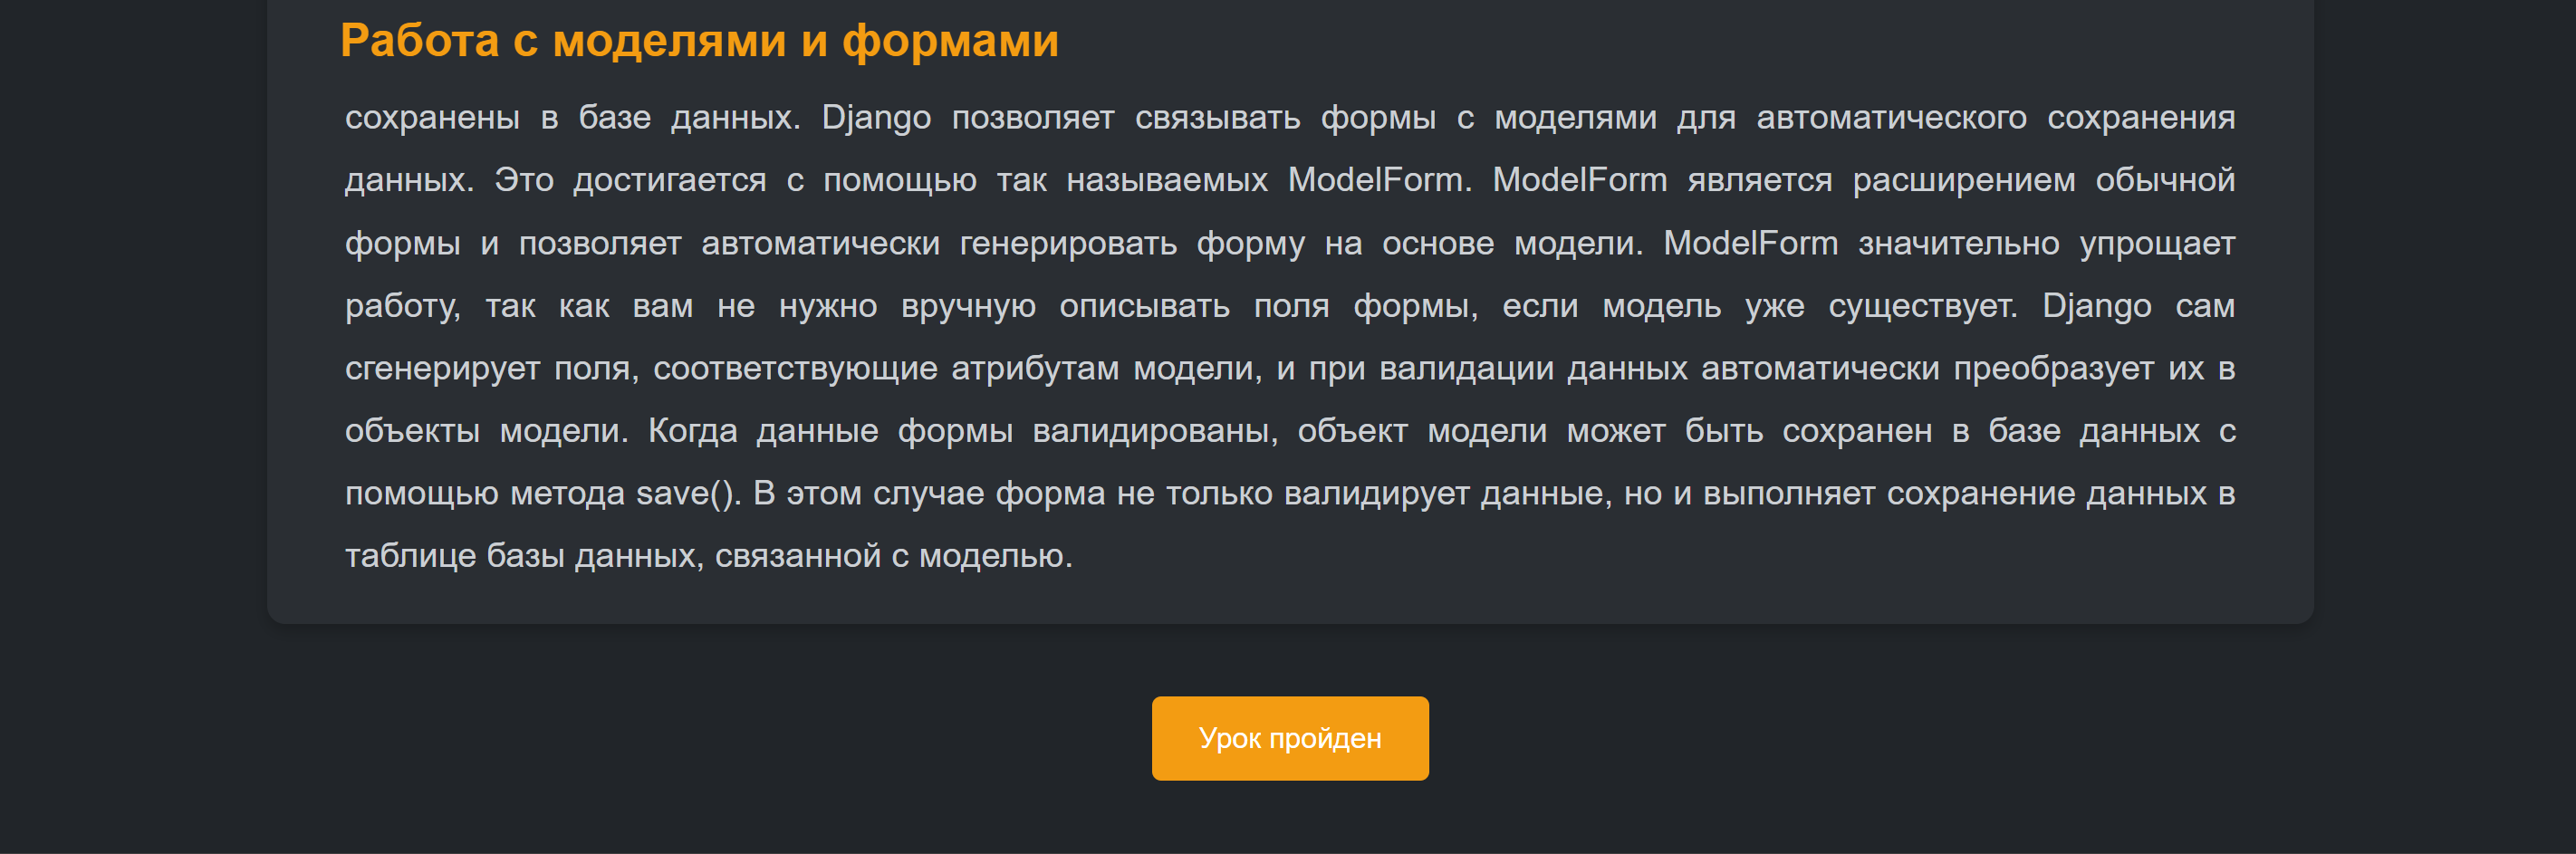 Работа с моделями и формами
сохранены в базе данных. Django позволяет связывать формы с моделями для автоматического сохранения
данных. Это достигается с помощью так называемых ModelForm. ModelForm является расширением обычной
формы и позволяет автоматически генерировать форму на основе модели. ModelForm значительно упрощает
работу, так как вам не нужно вручную описывать поля формы, если модель уже существует. Django сам
сгенерирует поля, соответствующие атрибутам модели, и при валидации данных автоматически преобразует их в
объекты модели. Когда данные формы валидированы, объект модели может быть сохранен в базе данных с
помощью метода save(). В этом случае форма не только валидирует данные, но и выполняет сохранение данных в
таблице базы данных, связанной с моделью.
Урок пройден